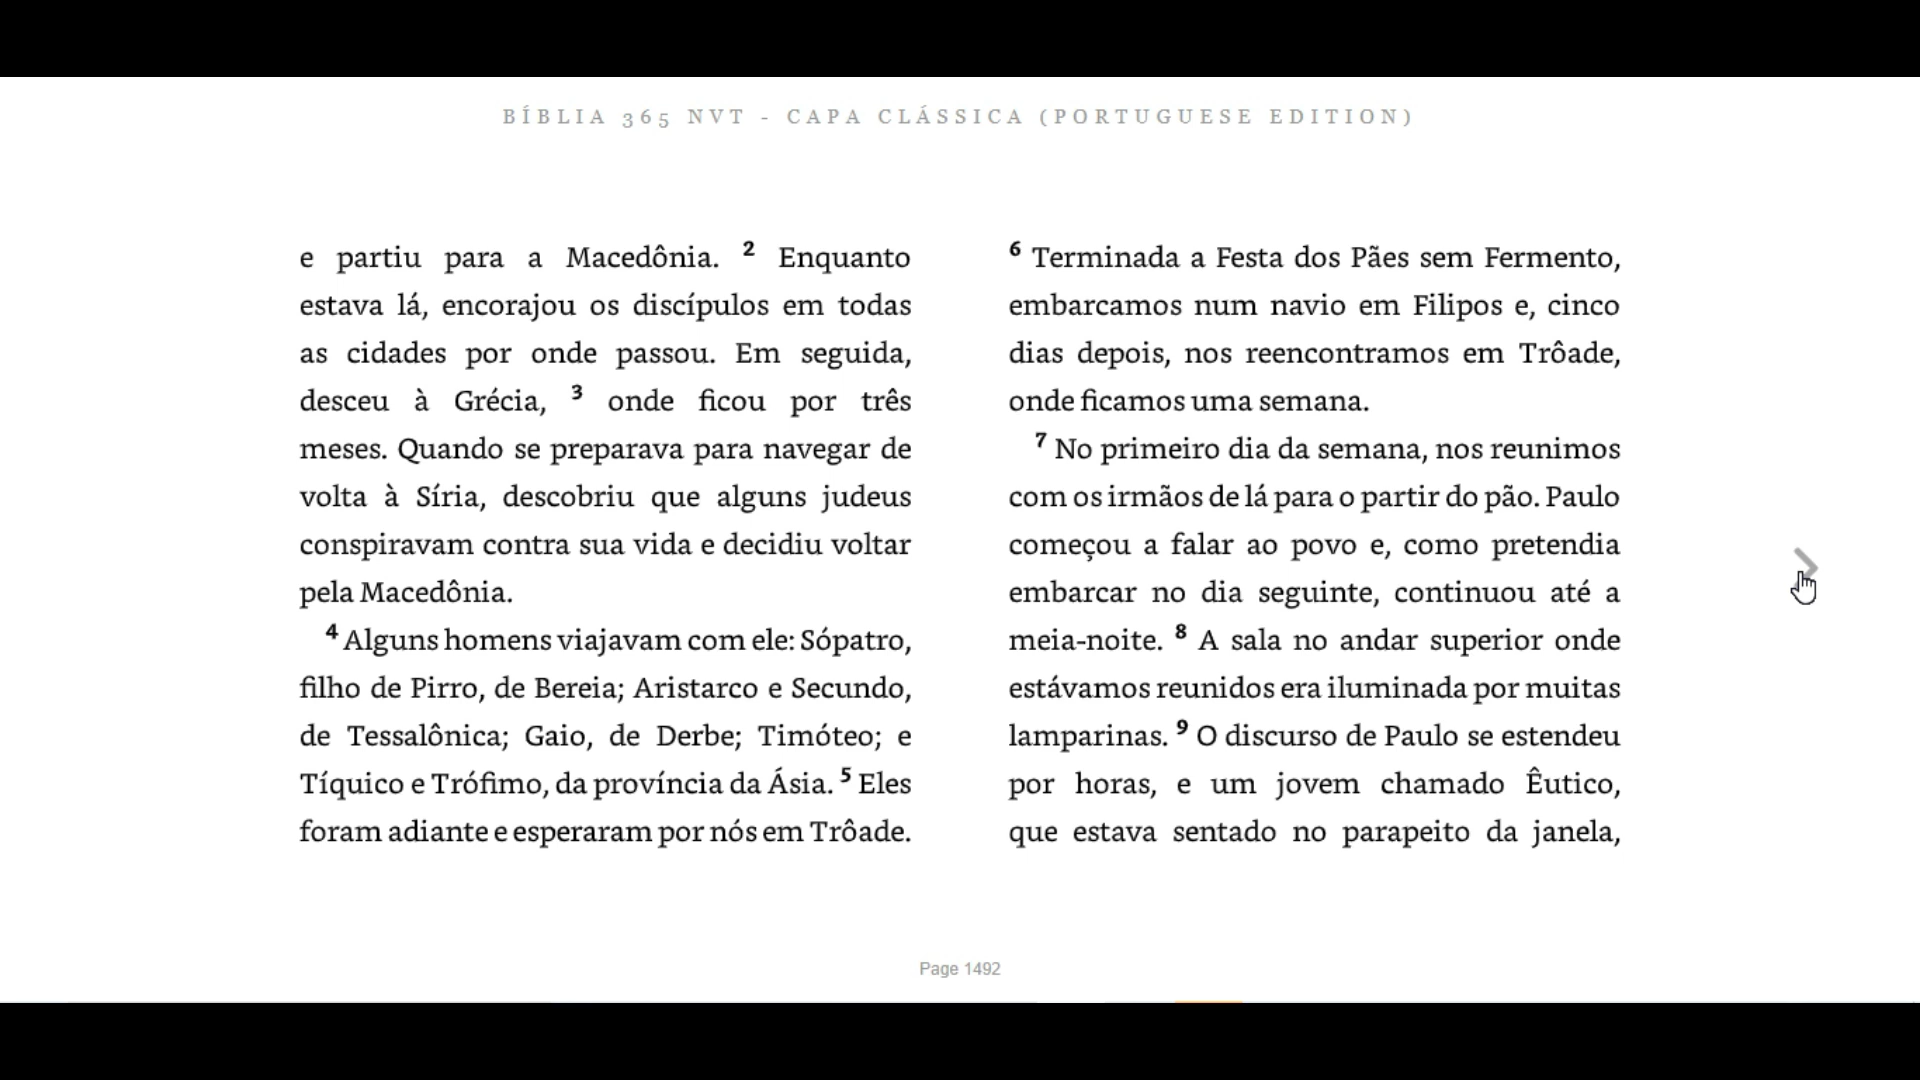 BÍBLIA 365 NVT - CAPA CLÁSSICA (PORTUGUESE EDITION)
e partiu para a Macedônia. 2 Enquanto
estava lá, encorajou os discípulos em todas
as cidades por onde passou. Em seguida,
desceu à Grécia, 3 onde ficou por três
meses. Quando se preparava para navegar de
volta à Síria, descobriu que alguns judeus
conspiravam contra sua vida e decidiu voltar
pela Macedônia.
4 Alguns homens viajavam com ele: Sópatro,
filho de Pirro, de Bereia; Aristarco e Secundo,
de Tessalônica; Gaio, de Derbe; Timóteo; e
Tíquico e Trófimo, da província da Ásia. 5 Eles
foram adiante e esperaram por nós em Trôade.
6 Terminada a Festa dos Pães sem Fermento,
embarcamos num navio em Filipos e, cinco
dias depois, nos reencontramos em Trôade,
onde ficamos uma semana.
7 No primeiro dia da semana, nos reunimos
com os irmãos de lá para o partir do pão. Paulo
começou a falar ao povo e, como pretendia
embarcar no dia seguinte, continuou até a
meia-noite. 8 A sala no andar superior onde
estávamos reunidos era iluminada por muitas
lamparinas. 9 O discurso de Paulo se estendeu
por horas, e um jovem chamado Êutico,
que estava sentado no parapeito da janela,
Page 1492